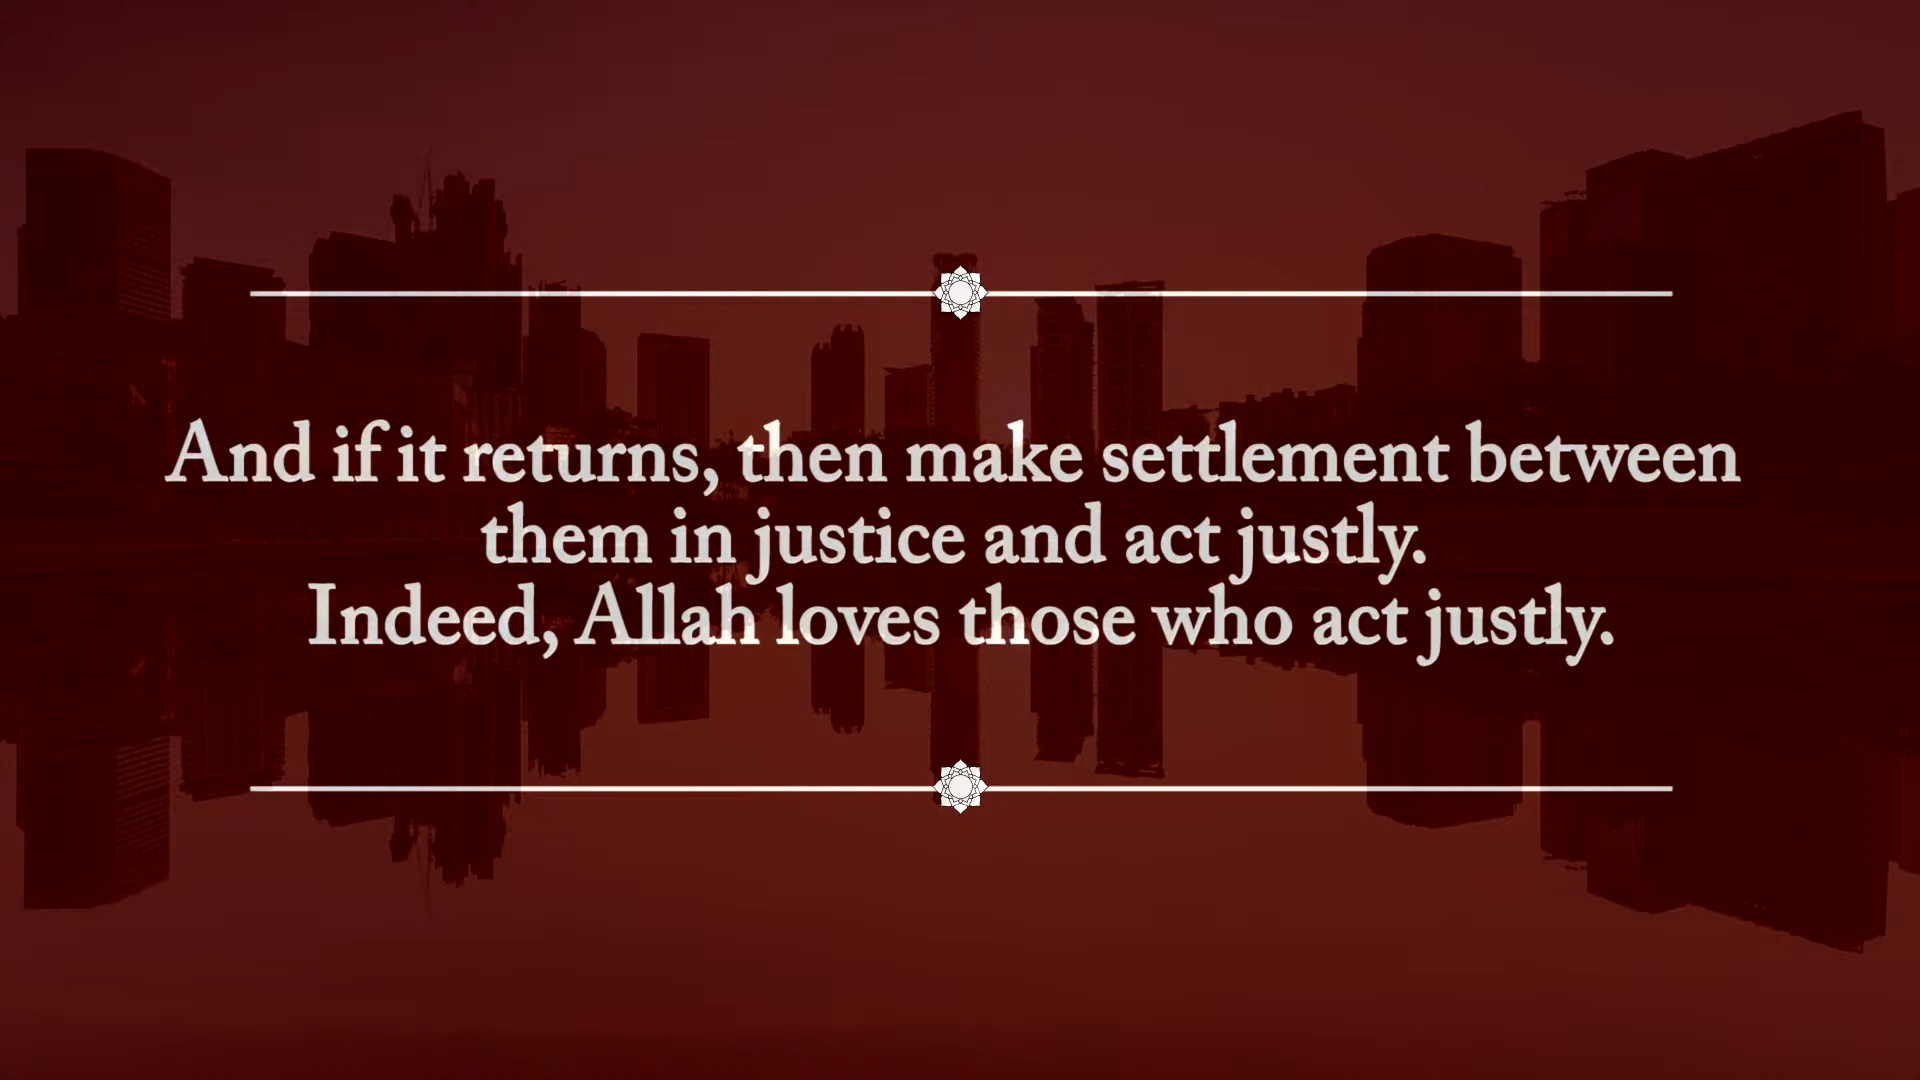 And if it returns, then make settlement between
them in justice and act justly.
Indeed, Allah loves those who act justly.